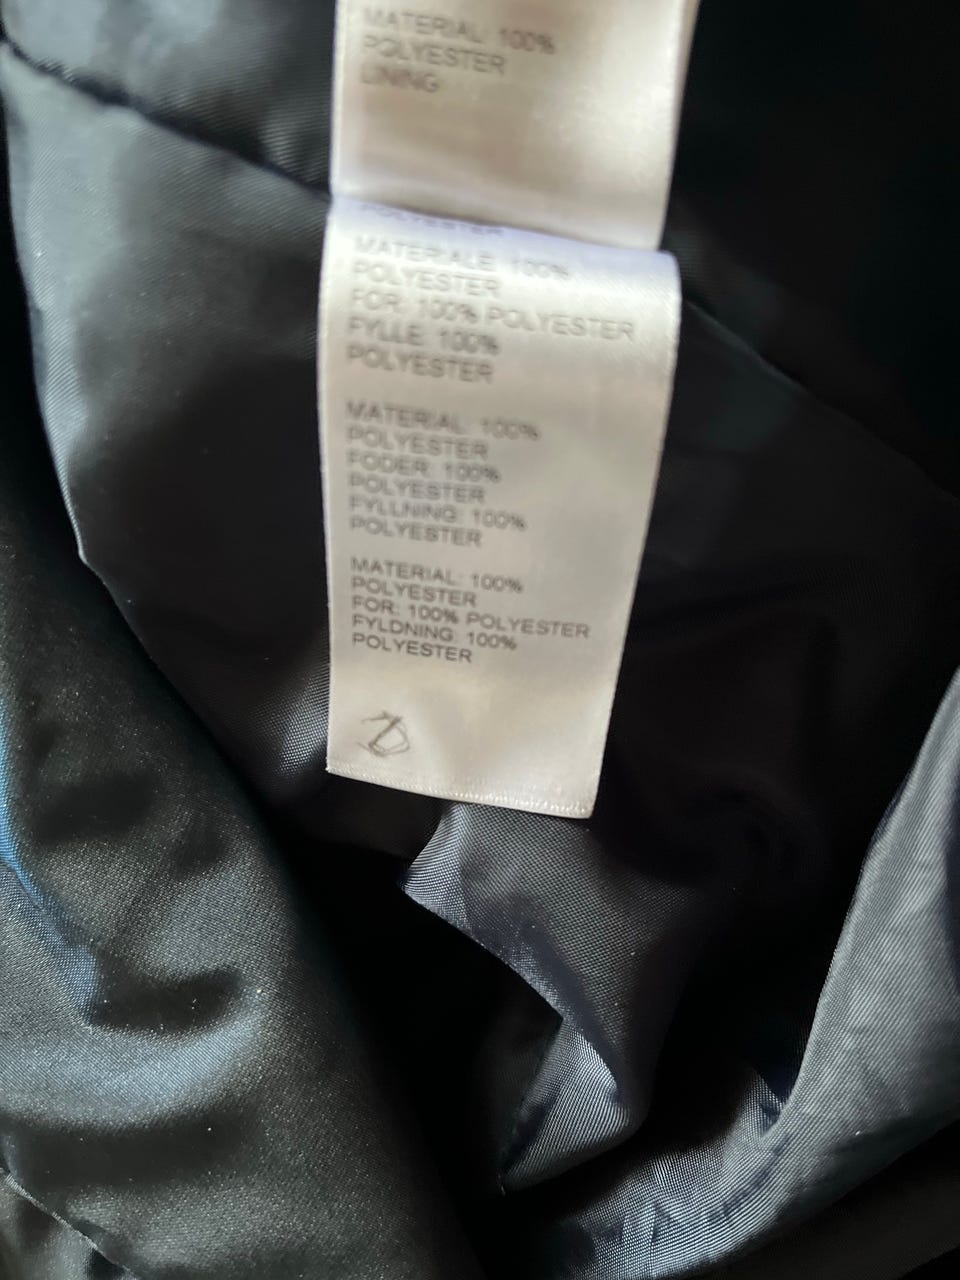 MATERIAL 100%
POLYESTER
LINING
POLYESTER
MATERIALE 100%
POLYESTER
FOR: 100% POLYESTER
FYLLE 100%
POLYESTER
MATERIAL: 100%
POLYESTER
FODER: 100%
POLYESTER
FYLLNING: 100%
POLYESTER
MATERIAL: 100%
POLYESTER
FOR: 100% POLYESTER
FYLDNING: 100%
POLYESTER